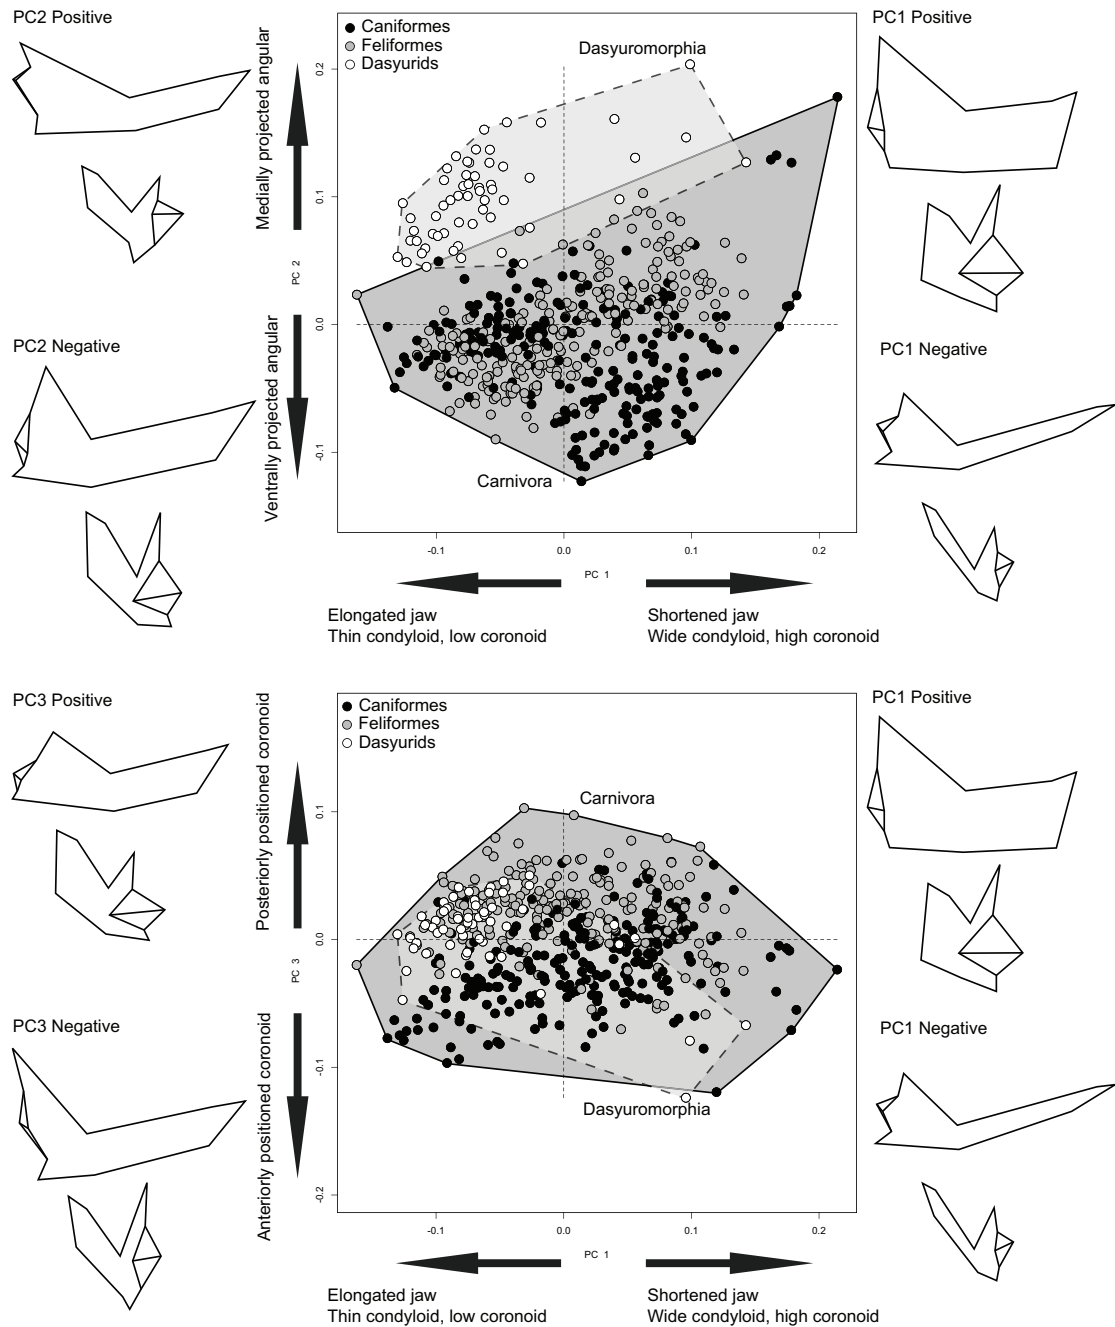 PC2 Positive
PC2 Negative
Medially projected angular
Ventrally projected angular
Caniformes
Feliformes
Dasyurids
Dasyuromorphia
Carnivora
0.2
0.1
0.0
-0.1
PC 2
-0.1
0.0
0.1
0.2
PC 1
Elongated jaw
Thin condyloid, low coronoid
Shortened jaw
Wide condyloid, high coronoid
PC1 Positive
PC1 Negative
PC3 Positive
PC3 Negative
Posteriorly positioned coronoid
Anteriorly positioned coronoid
Caniformes
Feliformes
Dasyurids
Carnivora
Dasyuromorphia
0.1
0.0
-0.1
-0.2
PC 3
-0.1
0.0
0.1
0.2
PC 1
Elongated jaw
Thin condyloid, low coronoid
Shortened jaw
Wide condyloid, high coronoid
PC1 Positive
PC1 Negative